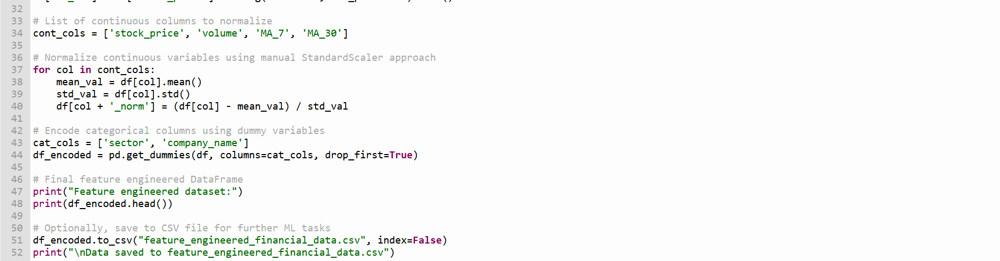 32
33 # List of continuous columns to normalize
34 cont_cols = ['stock_price', 'volume', 'MA_7', 'MA_30']
35
36 # Normalize continuous variables using manual StandardScaler approach
37 for col in cont_cols:
38     mean_val = df[col].mean()
39     std_val = df[col].std()
40     df[col + '_norm'] = (df[col] - mean_val) / std_val
41
42 # Encode categorical columns using dummy variables
43 cat_cols = ['sector', 'company_name']
44 df_encoded = pd.get_dummies(df, columns=cat_cols, drop_first=True)
45
46 # Final feature engineered DataFrame
47 print("Feature engineered dataset:")
48 print(df_encoded.head())
49
50 # Optionally, save to CSV file for further ML tasks
51 df_encoded.to_csv("feature_engineered_financial_data.csv", index=False)
52 print("\nData saved to feature_engineered_financial_data.csv")